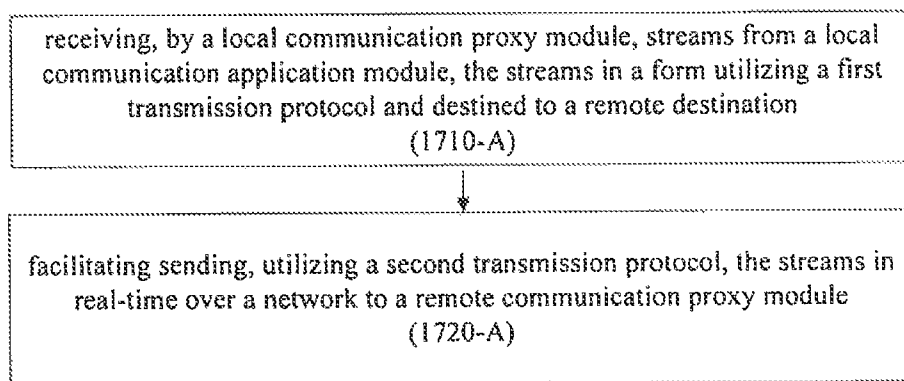 receiving, by a local communication proxy module, streams from a local
communication application module, the streams in a form utilizing a first
transmission protocol and destined to a remote destination
(1710-A)
facilitating sending, utilizing a second transmission protocol, the streams in
real-time over a network to a remote communication proxy module
(1720-A)